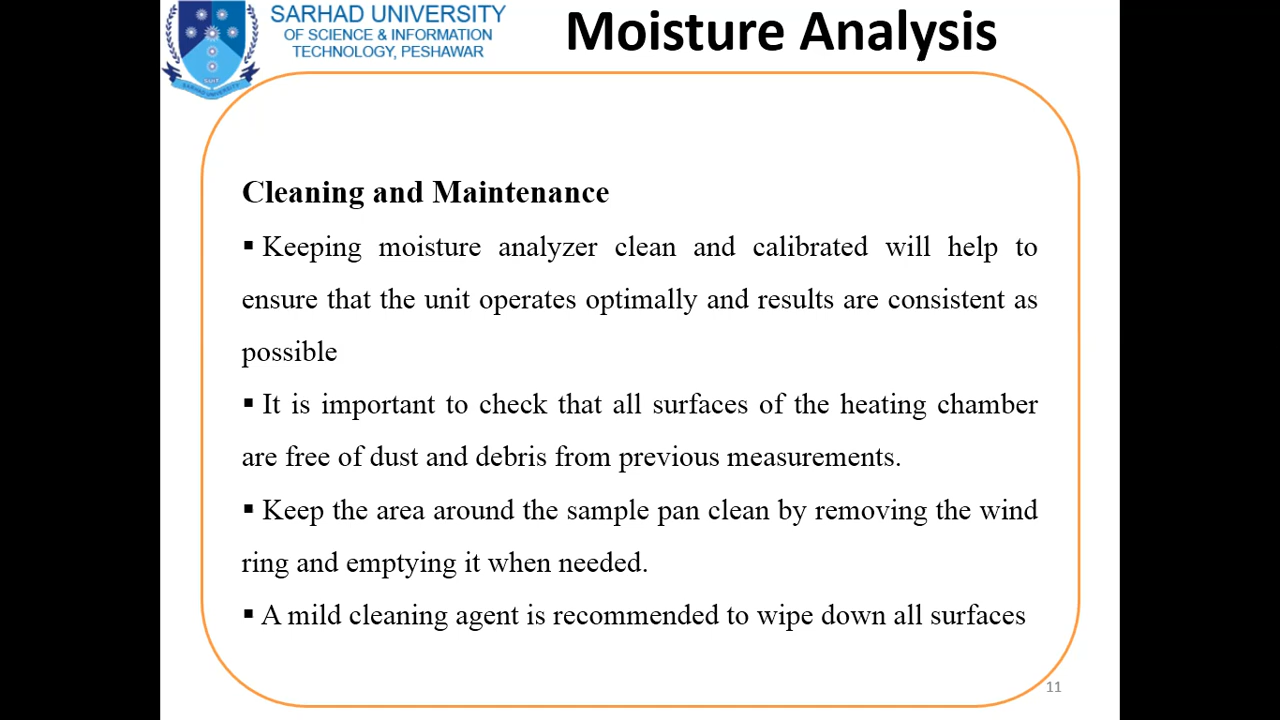 SARHAD UNIVERSITY
OF SCIENCE & INFORMATION
TECHNOLOGY, PESHAWAR
Moisture Analysis
SARHAD UNIVERSITY
Cleaning and Maintenance
▪ Keeping moisture analyzer clean and calibrated will help to
ensure that the unit operates optimally and results are consistent as
possible
▪ It is important to check that all surfaces of the heating chamber
are free of dust and debris from previous measurements.
▪ Keep the area around the sample pan clean by removing the wind
ring and emptying it when needed.
▪ A mild cleaning agent is recommended to wipe down all surfaces
11